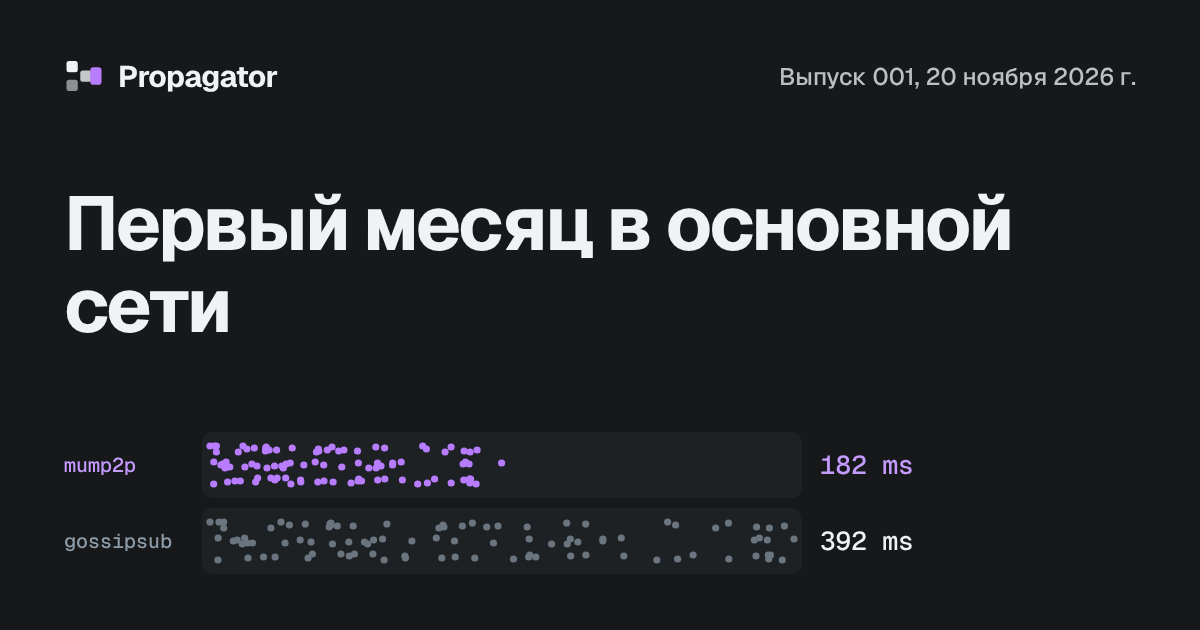 Propagator
Выпуск 001, 20 ноября 2026 г.
Первый месяц в основной
сети
mump2p
182 ms
gossipsub
392 ms